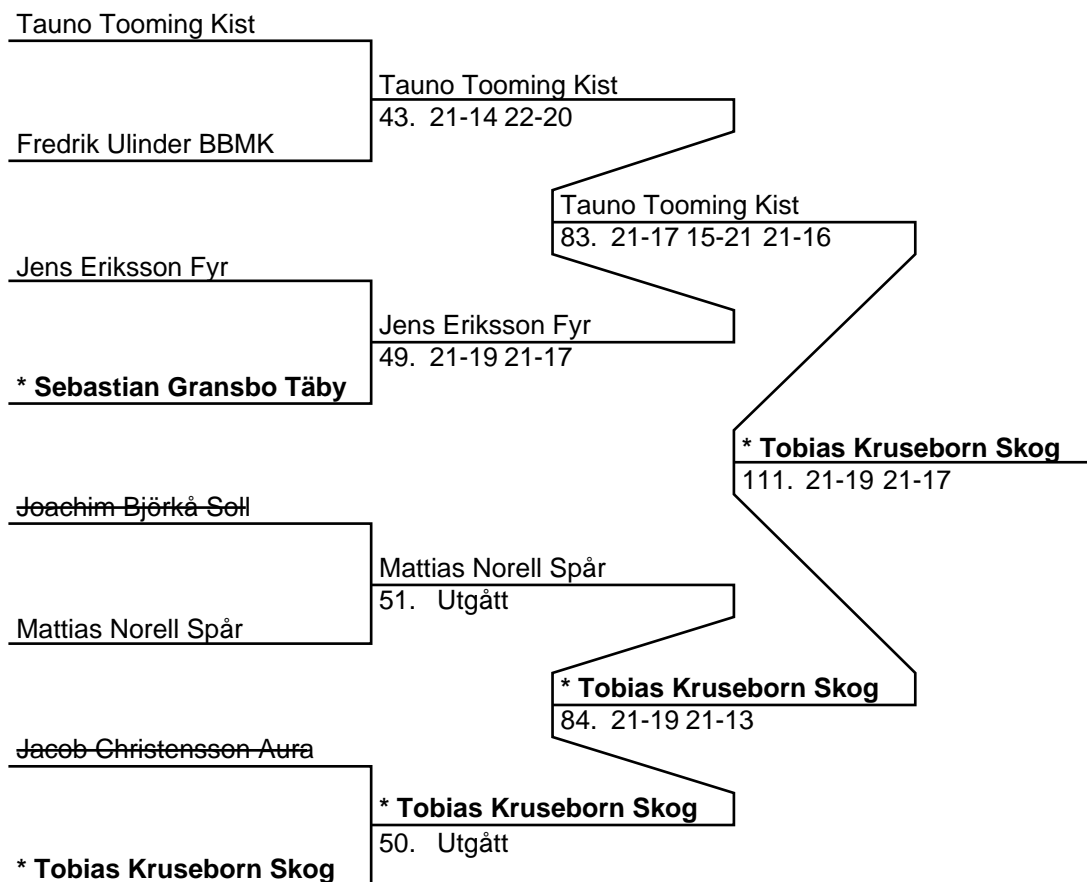 Tauno Tooming Kist
Tauno Tooming Kist
43. 21-14 22-20
Fredrik Ulinder BBMK
Tauno Tooming Kist
83. 21-17 15-21 21-16
Jens Eriksson Fyr
Jens Eriksson Fyr
49. 21-19 21-17
* Sebastian Gransbo Täby
* Tobias Kruseborn Skog
111. 21-19 21-17
Joachim Björkå Soll
Mattias Norell Spår
51. Utgått
Mattias Norell Spår
* Tobias Kruseborn Skog
84. 21-19 21-13
Jacob Christensson Aura
* Tobias Kruseborn Skog
50. Utgått
* Tobias Kruseborn Skog